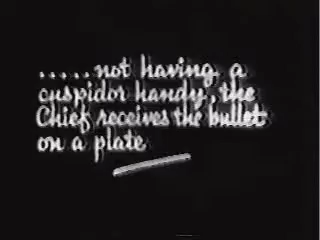 .....not having a
cuspidor handy, the
Chief receives the bullet
on a plate